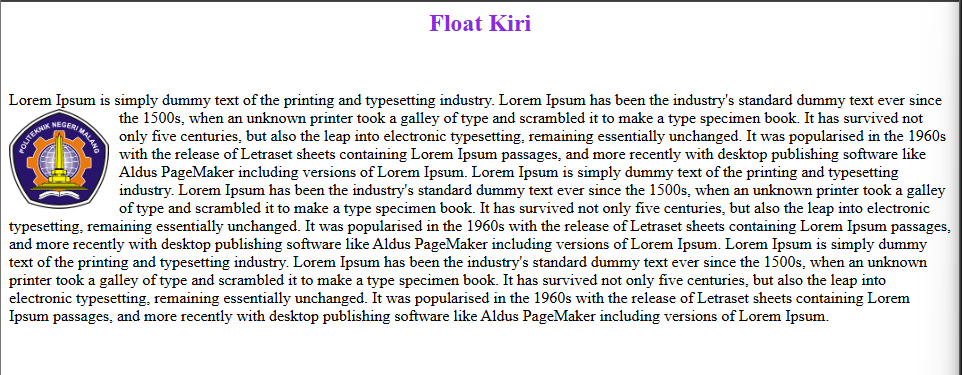 Float Kiri
Lorem Ipsum is simply dummy text of the printing and typesetting industry. Lorem Ipsum has been the industry's standard dummy text ever since
the 1500s, when an unknown printer took a galley of type and scrambled it to make a type specimen book. It has survived not
POLITEKNIK NEGERI MALANG
only five centuries, but also the leap into electronic typesetting, remaining essentially unchanged. It was popularised in the 1960s
with the release of Letraset sheets containing Lorem Ipsum passages, and more recently with desktop publishing software like
Aldus PageMaker including versions of Lorem Ipsum. Lorem Ipsum is simply dummy text of the printing and typesetting
industry. Lorem Ipsum has been the industry's standard dummy text ever since the 1500s, when an unknown printer took a galley
of type and scrambled it to make a type specimen book. It has survived not only five centuries, but also the leap into electronic
typesetting, remaining essentially unchanged. It was popularised in the 1960s with the release of Letraset sheets containing Lorem Ipsum passages,
and more recently with desktop publishing software like Aldus PageMaker including versions of Lorem Ipsum. Lorem Ipsum is simply dummy
text of the printing and typesetting industry. Lorem Ipsum has been the industry's standard dummy text ever since the 1500s, when an unknown
printer took a galley of type and scrambled it to make a type specimen book. It has survived not only five centuries, but also the leap into
electronic typesetting, remaining essentially unchanged. It was popularised in the 1960s with the release of Letraset sheets containing Lorem
Ipsum passages, and more recently with desktop publishing software like Aldus PageMaker including versions of Lorem Ipsum.